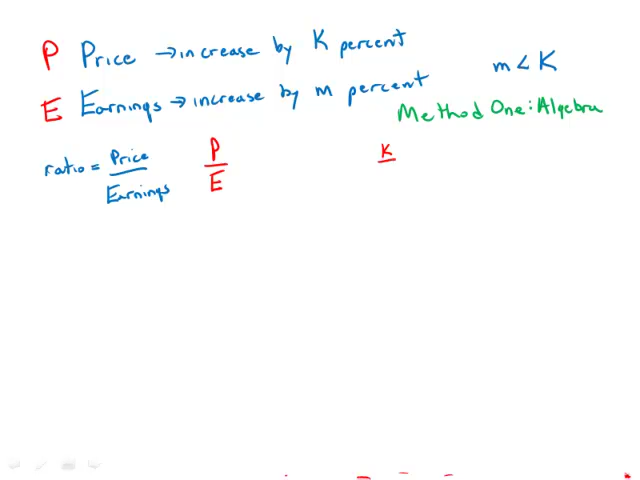 P Price → increase by K percent
m < K
E Earnings → increase by m percent
Method One: Algebra
ratio = Price / Earnings P / E K